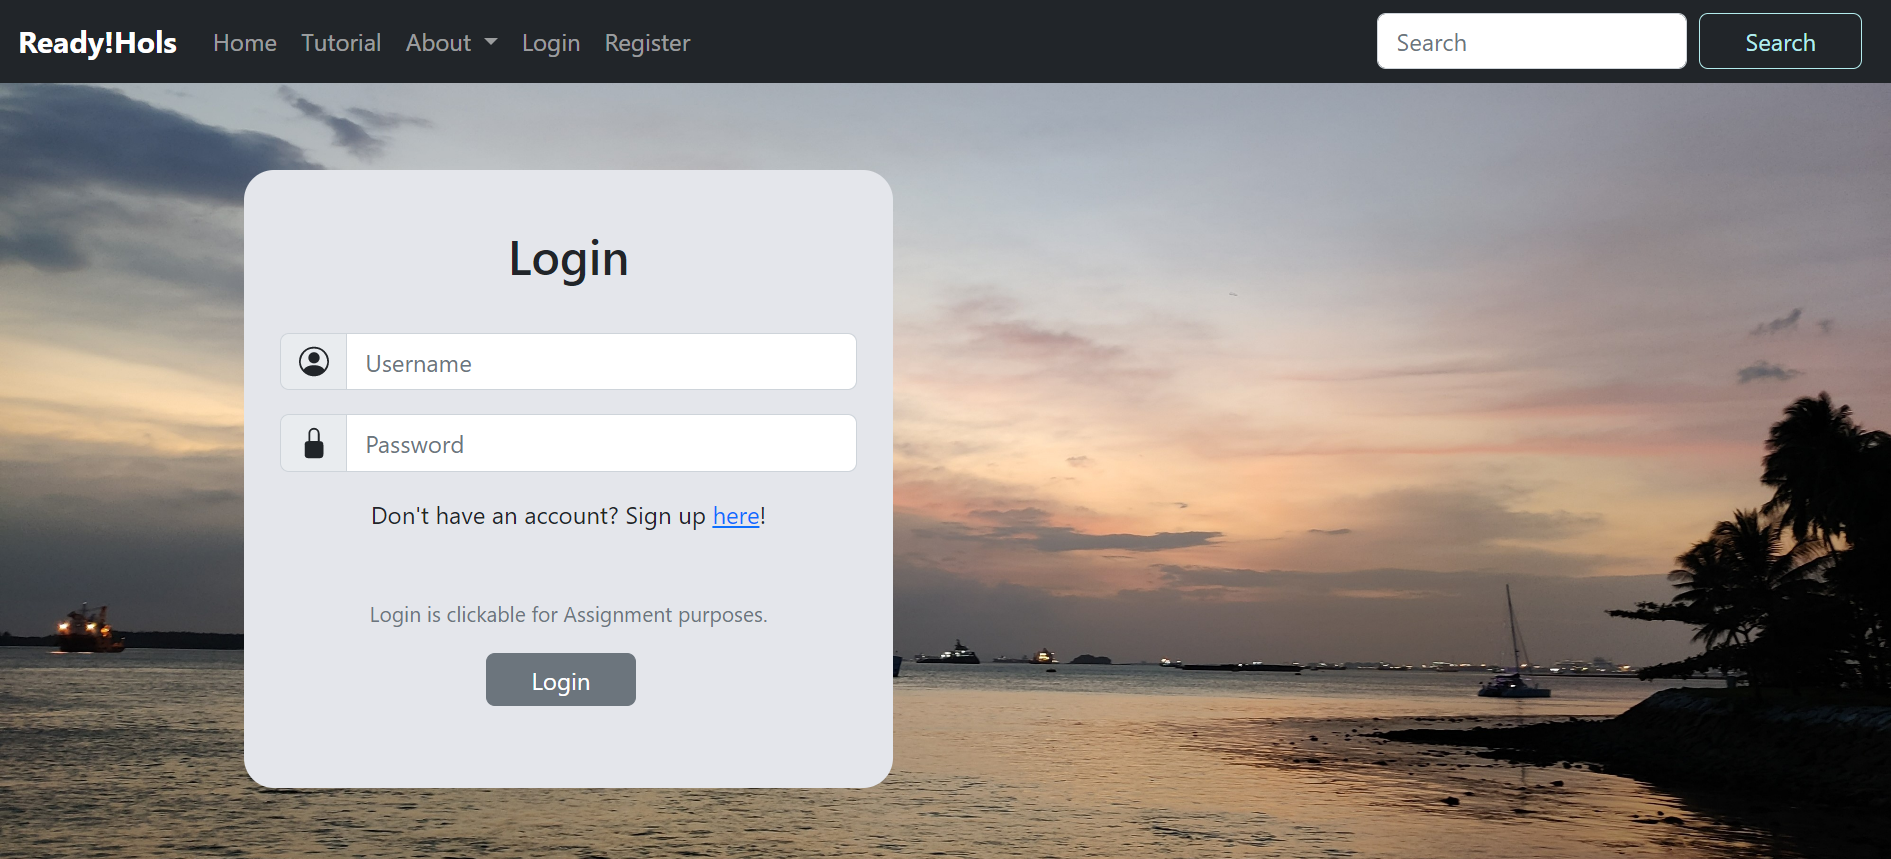 Ready!Hols Home Tutorial About Login Register Search Search
Login
Username
Password
Don't have an account? Sign up here!
Login is clickable for Assignment purposes.
Login